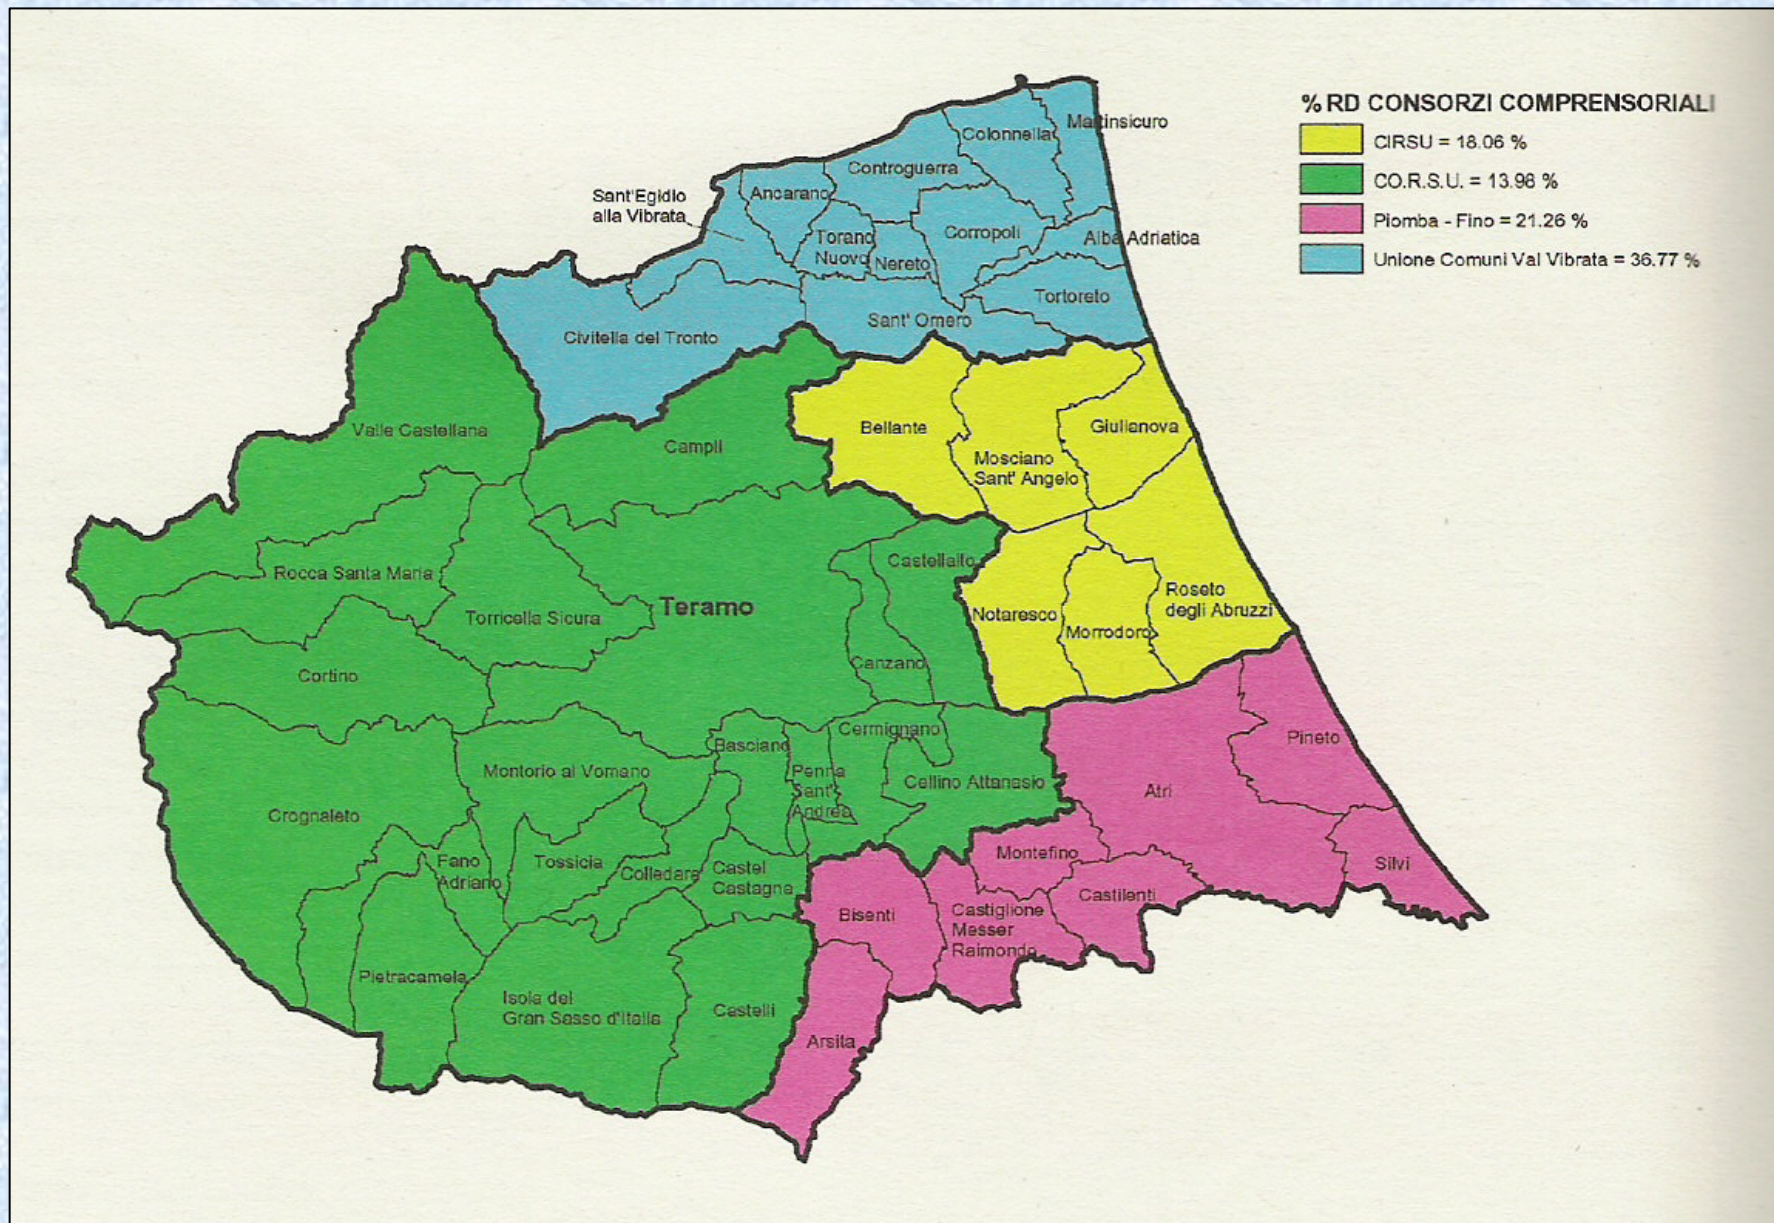 % RD CONSORZI COMPRENSORIALI
CIRSU = 18.06 %
CO.R.S.U. = 13.98 %
Piomba - Fino = 21.26 %
Unione Comuni Val Vibrata = 36.77 %
Martinsicuro
Colonnella
Controguerra
Ancarano
Sant'Egidio
alla Vibrata
Torano
Nuovo
Nereto
Corropoli
Alba Adriatica
Tortoreto
Sant' Omero
Civitella del Tronto
Valle Castellana
Campli
Bellante
Mosciano
Sant' Angelo
Giulianova
Rocca Santa Maria
Torricella Sicura
Teramo
Castellalto
Notaresco
Morrodoro
Roseto
degli Abruzzi
Cortino
Canzano
Crognaleto
Montorio al Vomano
Basciano
Penna
Sant'
Andrea
Cermignano
Cellino Attanasio
Atri
Pineto
Silvi
Fano
Adriano
Tossicia
Colledara
Castel
Castagna
Montefino
Castilenti
Bisenti
Castiglione
Messer
Raimondo
Pietracamela
Isola del
Gran Sasso d'Italia
Castelli
Arsita